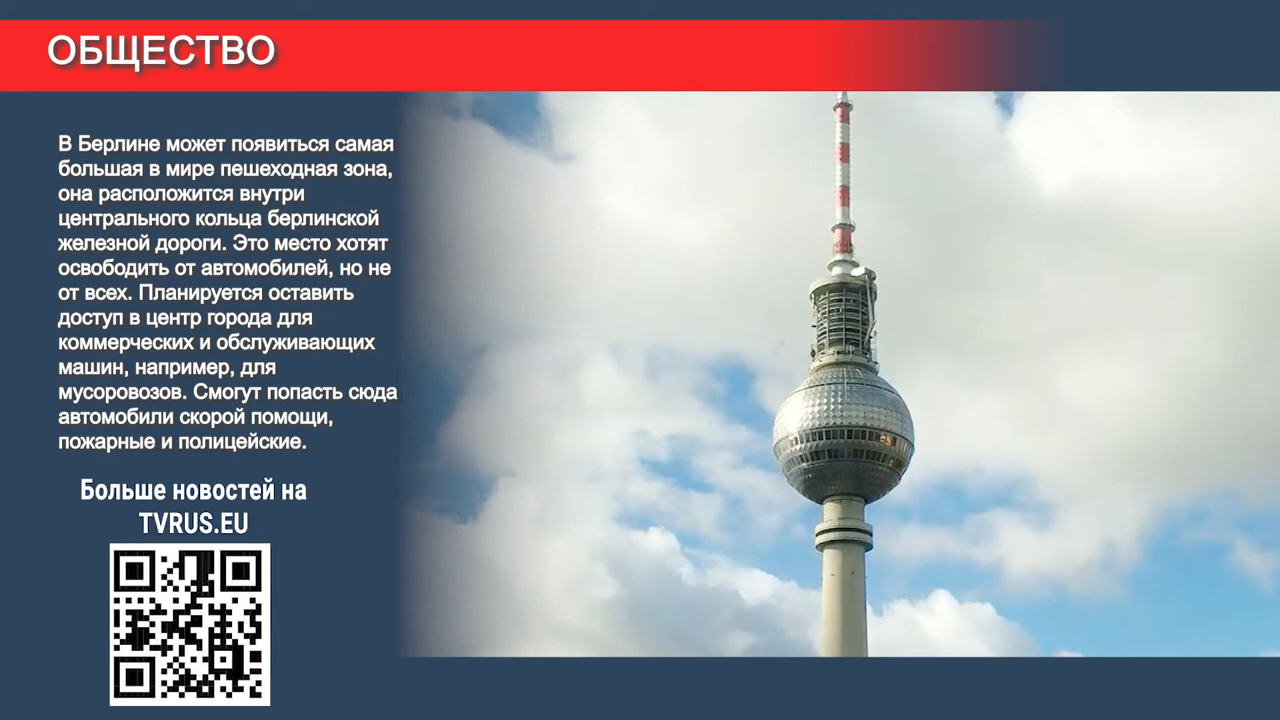 ОБЩЕСТВО
В Берлине может появиться самая
большая в мире пешеходная зона,
она расположится внутри
центрального кольца берлинской
железной дороги. Это место хотят
освободить от автомобилей, но не
от всех. Планируется оставить
доступ в центр города для
коммерческих и обслуживающих
машин, например, для
мусоровозов. Смогут попасть сюда
автомобили скорой помощи,
пожарные и полицейские.
Больше новостей на
TVRUS.EU